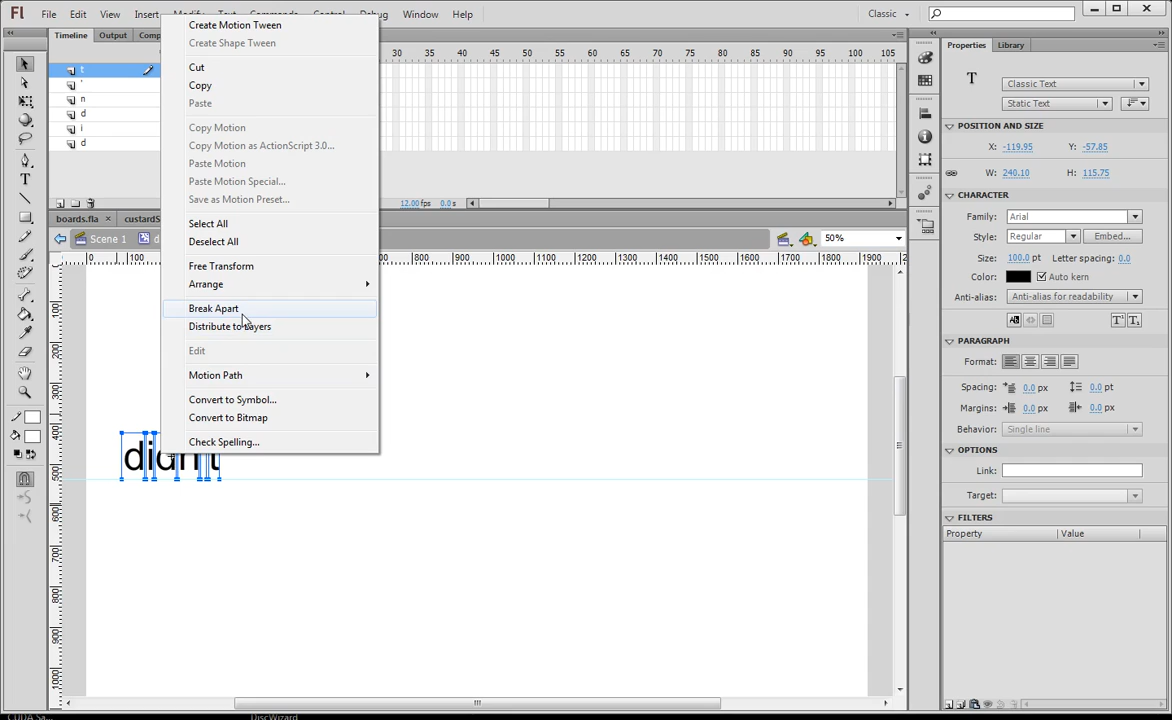 Fl File Edit View Insert Modify Text Commands Control Debug Window Help Classic
Timeline Output
30 35 40 45 50 55 60 65 70 75 80 85 90 95 100 105
t
'
n
d
i
d
12.00 fps 0.0 s
boards.fla ×
Scene 1 50%
0 100 900 1000 1100 1200 1300 1400 1500 1600 1700 1800 1900
Create Motion Tween
Create Shape Tween
Cut
Copy
Paste
Copy Motion
Copy Motion as ActionScript 3.0...
Paste Motion
Paste Motion Special...
Save as Motion Preset...
Select All
Deselect All
Free Transform
Arrange
Break Apart
Distribute to Layers
Edit
Motion Path
Convert to Symbol...
Convert to Bitmap
Check Spelling...
didn't
Properties Library
T Classic Text
Static Text
POSITION AND SIZE
X: -119.95 Y: -57.85
W: 240.10 H: 115.75
CHARACTER
Family: Arial
Style: Regular Embed...
Size: 100.0 pt Letter spacing: 0.0
Color: Auto kern
Anti-alias: Anti-alias for readability
PARAGRAPH
Format:
Spacing: 0.0 px 0.0 pt
Margins: 0.0 px 0.0 px
Behavior: Single line
OPTIONS
Link:
Target:
FILTERS
Property Value